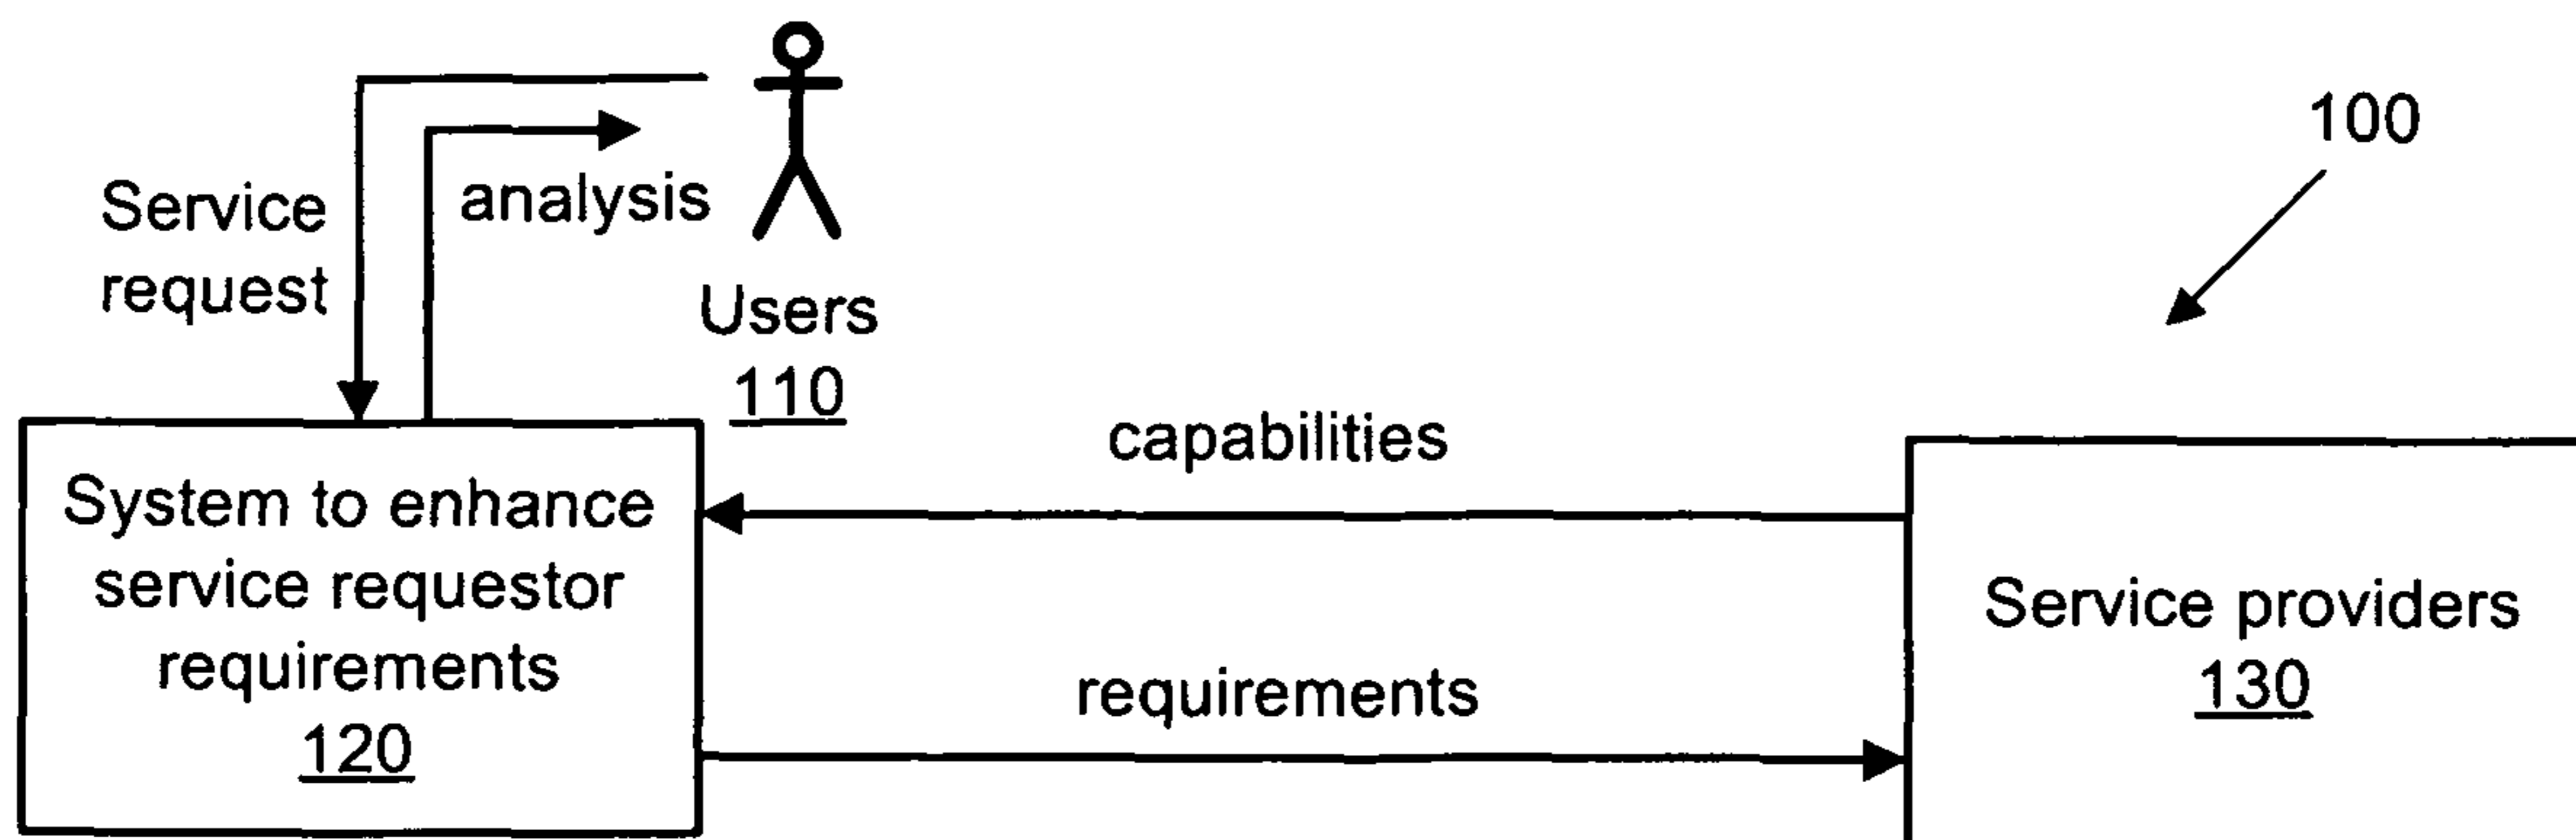 Service
request
analysis
Users
110
100
capabilities
System to enhance
service requestor
requirements
120
requirements
Service providers
130